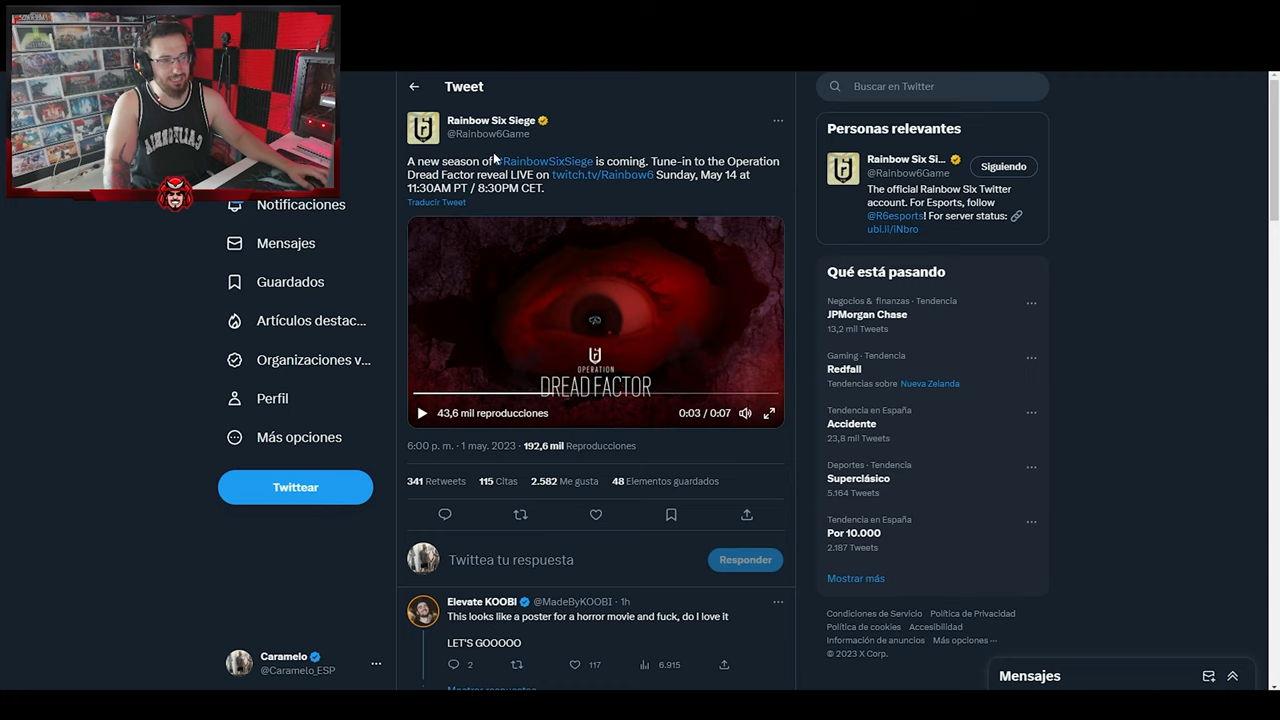 CALIFORNIA
Notificaciones
Mensajes
Guardados
Artículos destac...
Organizaciones v...
Perfil
Más opciones
Twittear
Caramelo
@Caramelo_ESP
Tweet
Rainbow Six Siege
@Rainbow6Game
A new season of #RainbowSixSiege is coming. Tune-in to the Operation
Dread Factor reveal LIVE on twitch.tv/Rainbow6 Sunday, May 14 at
11:30AM PT / 8:30PM CET.
Traducir Tweet
OPERATION
DREAD FACTOR
43,6 mil reproducciones
0:03 / 0:07
6:00 p. m. · 1 may. 2023 · 192,6 mil Reproducciones
341 Retweets 115 Citas 2.582 Me gusta 48 Elementos guardados
Twittea tu respuesta
Responder
Elevate KOOBI @MadeByKOOBI · 1h
This looks like a poster for a horror movie and fuck, do I love it
LET'S GOOOOO
2 117 6.915
Mostrar respuestas
Buscar en Twitter
Personas relevantes
Rainbow Six Si...
@Rainbow6Game
Siguiendo
The official Rainbow Six Twitter
account. For Esports, follow
@R6esports! For server status:
ubi.li/lNbro
Qué está pasando
Negocios & finanzas · Tendencia
JPMorgan Chase
13,2 mil Tweets
Gaming · Tendencia
Redfall
Tendencias sobre Nueva Zelanda
Tendencia en España
Accidente
23,8 mil Tweets
Deportes · Tendencia
Superclásico
5.164 Tweets
Tendencia en España
Por 10.000
2.187 Tweets
Mostrar más
Condiciones de Servicio Política de Privacidad
Política de cookies Accesibilidad
Información de anuncios Más opciones ···
© 2023 X Corp.
Mensajes